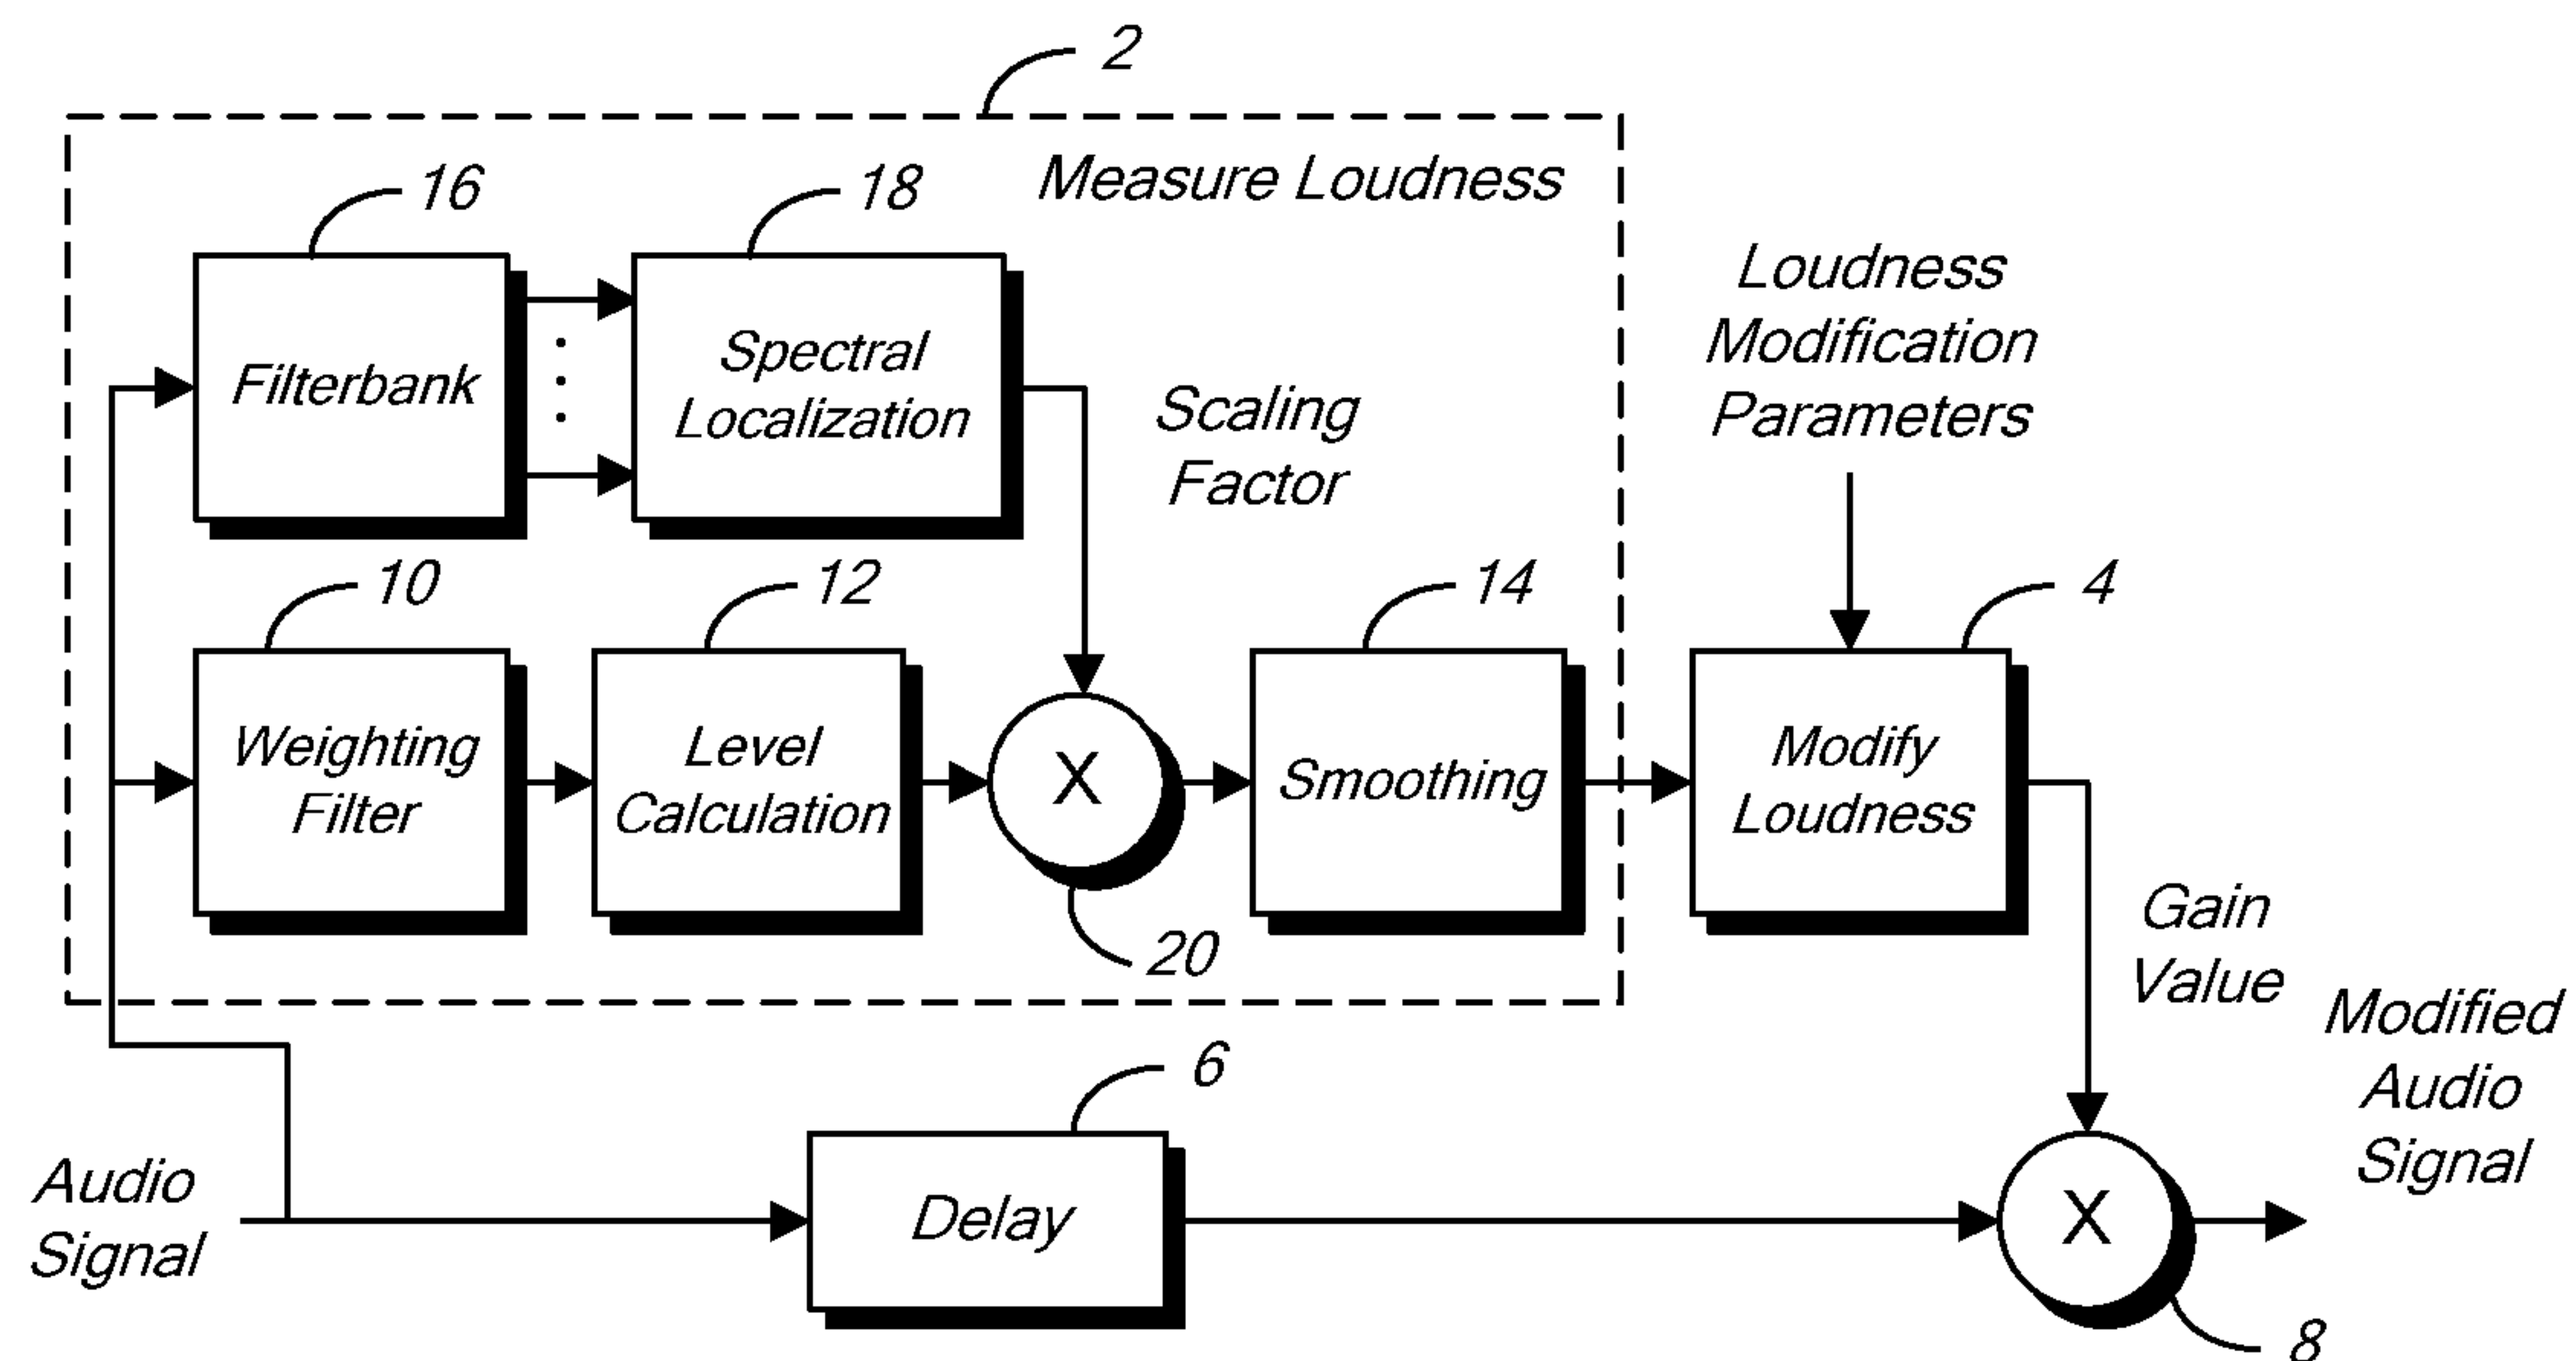 2
Measure Loudness
16
18
Filterbank
Spectral
Localization
Scaling
Factor
Loudness
Modification
Parameters
10
12
14
4
Weighting
Filter
Level
Calculation
X
Smoothing
Modify
Loudness
20
Gain
Value
Modified
Audio
Signal
6
Audio
Signal
Delay
X
8